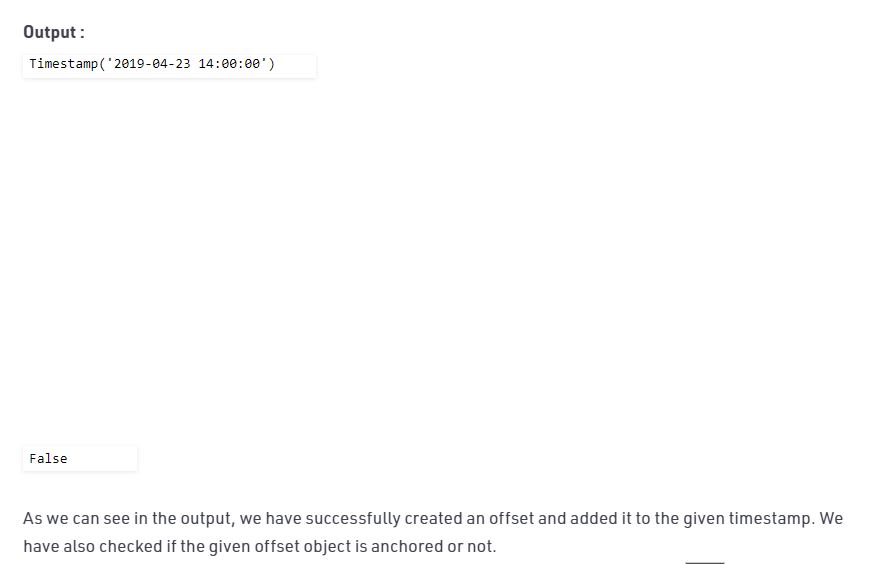 Output :
Timestamp('2019-04-23 14:00:00')
False
As we can see in the output, we have successfully created an offset and added it to the given timestamp. We
have also checked if the given offset object is anchored or not.